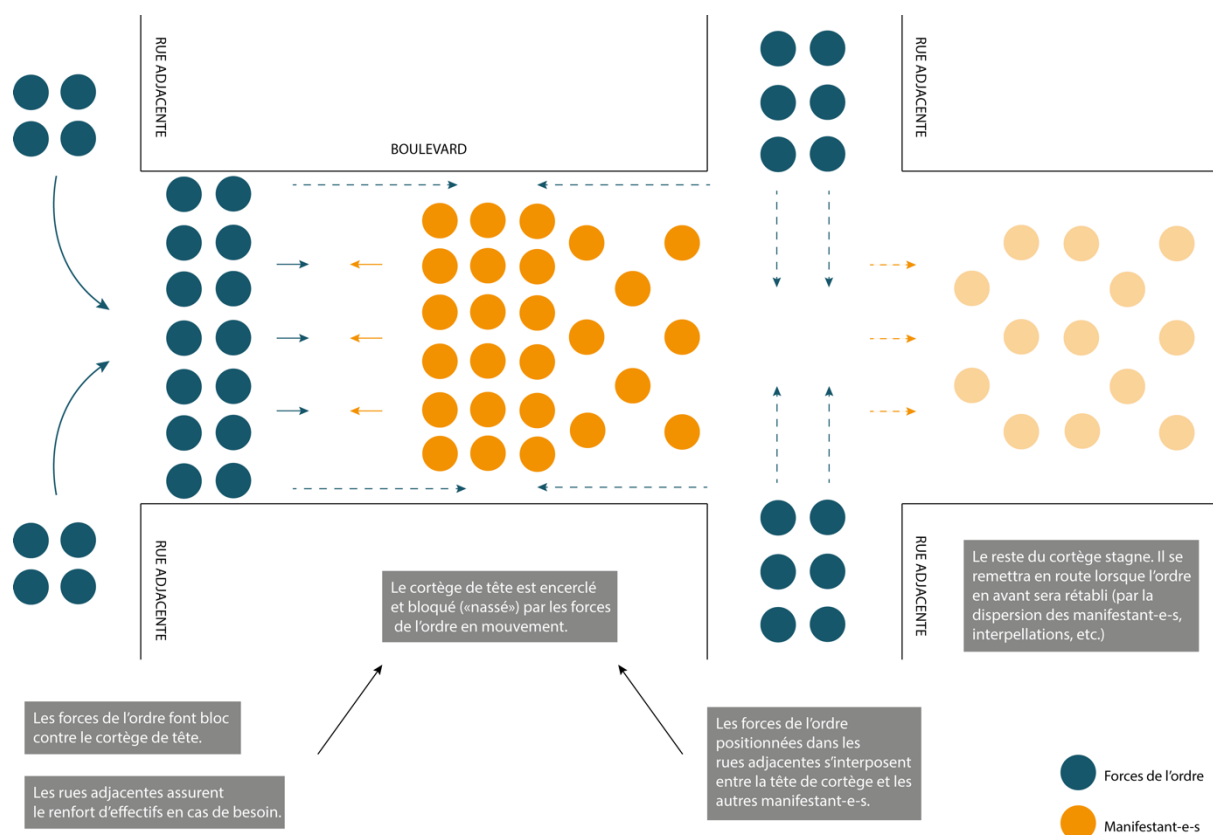 RUE ADJACENTE
BOULEVARD
RUE ADJACENTE
RUE ADJACENTE
RUE ADJACENTE
Le cortège de tête est encerclé
et bloqué («nassé») par les forces
de l’ordre en mouvement.
Le reste du cortège stagne. Il se
remettra en route lorsque l’ordre
en avant sera rétabli (par la
dispersion des manifestant-e-s,
interpellations, etc.)
Les forces de l’ordre font bloc
contre le cortège de tête.
Les rues adjacentes assurent
le renfort d’effectifs en cas de besoin.
Les forces de l’ordre
positionnées dans les
rues adjacentes s’interposent
entre la tête de cortège et les
autres manifestant-e-s.
Forces de l’ordre
Manifestant-e-s